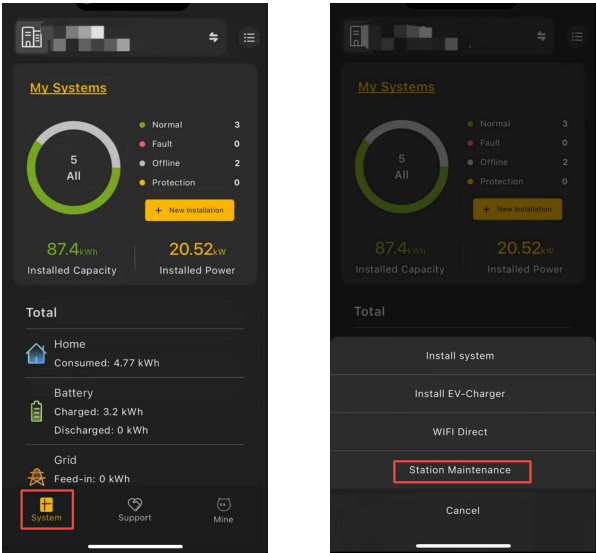 My Systems
5
All
Normal 3
Fault 0
Offline 2
Protection 0
+ New Installation
87.4kWh
Installed Capacity
20.52kW
Installed Power
Total
Home
Consumed: 4.77 kWh
Battery
Charged: 3.2 kWh
Discharged: 0 kWh
Grid
Feed-in: 0 kWh
System
Support
Mine
My Systems
5
All
Normal 3
Fault 0
Offline 2
Protection 0
+ New Installation
87.4kWh
Installed Capacity
20.52kW
Installed Power
Total
Install system
Install EV-Charger
WIFI Direct
Station Maintenance
Cancel